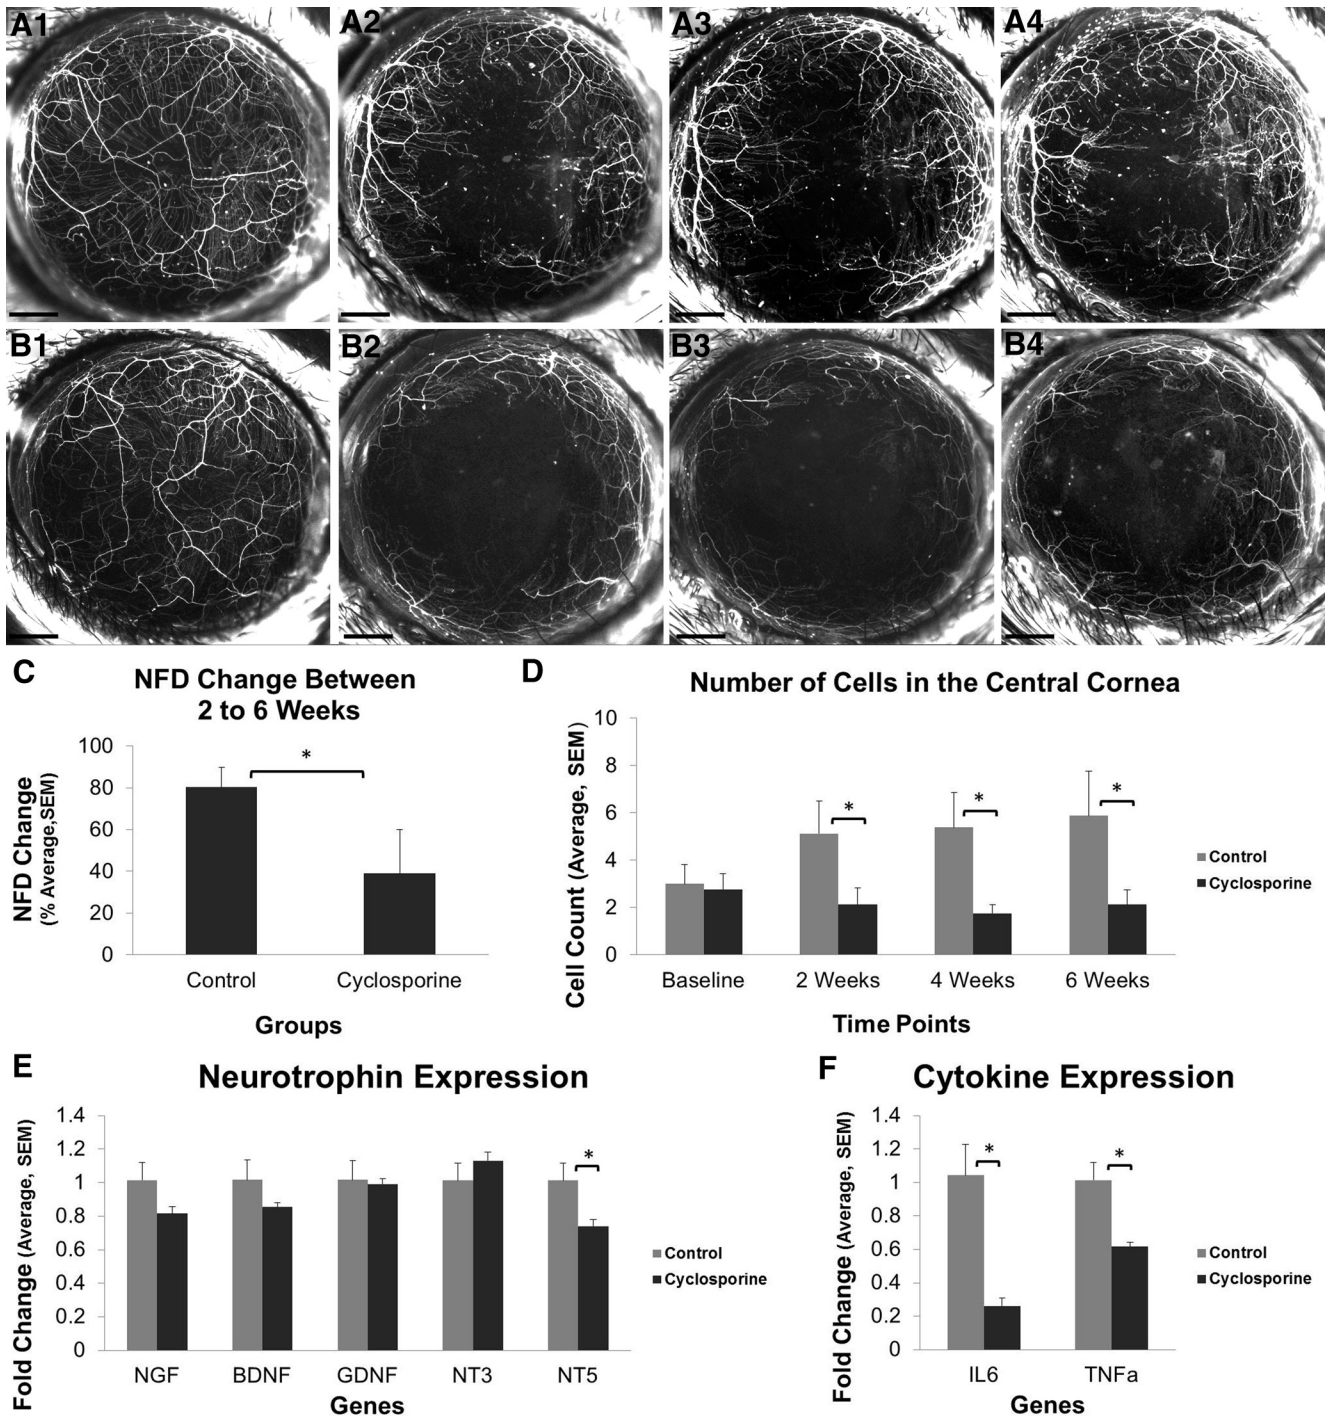 A1
A2
A3
A4
B1
B2
B3
B4
C
NFD Change Between
2 to 6 Weeks
NFD Change
(% Average,SEM)
100
80
60
40
20
0
*
Control
Cyclosporine
Groups
D
Number of Cells in the Central Cornea
Cell Count (Average, SEM)
10
8
6
4
2
0
*
*
*
Baseline
2 Weeks
4 Weeks
6 Weeks
Time Points
Control
Cyclosporine
E
Neurotrophin Expression
Fold Change (Average, SEM)
1.4
1.2
1
0.8
0.6
0.4
0.2
0
*
NGF
BDNF
GDNF
NT3
NT5
Genes
Control
Cyclosporine
F
Cytokine Expression
Fold Change (Average, SEM)
1.4
1.2
1
0.8
0.6
0.4
0.2
0
*
*
IL6
TNFa
Genes
Control
Cyclosporine